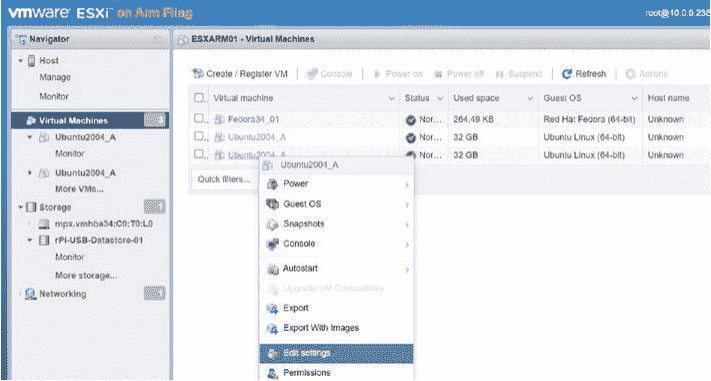 vmware ESXi on Arm Fling
root@10.0.0.235
Navigator
ESXARM01 - Virtual Machines
Host
Manage
Monitor
Virtual Machines
Ubuntu2004_A
Monitor
Ubuntu2004_A
More VMs...
Storage
mpx.vmhba34:C0:T0:L0
rPi-USB-Datastore-01
Monitor
More storage...
Networking
Create / Register VM
Console
Power on
Power off
Suspend
Refresh
Actions
Virtual machine Status Used space Guest OS Host name
Fedora34_01 Nor... 264.49 KB Red Hat Fedora (64-bit) Unknown
Ubuntu2004_A Nor... 32 GB Ubuntu Linux (64-bit) Unknown
Ubuntu2004_A Nor... 32 GB Ubuntu Linux (64-bit) Unknown
Quick filters...
Ubuntu2004_A
Power
Guest OS
Snapshots
Console
Autostart
Upgrade VM Compatibility
Export
Export With Images
Edit settings
Permissions